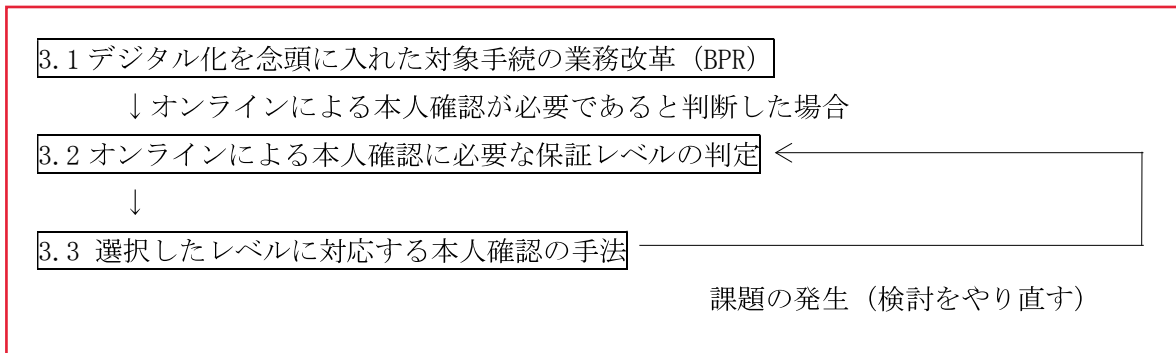 3.1 デジタル化を念頭に入れた対象手続の業務改革（BPR）
↓オンラインによる本人確認が必要であると判断した場合
3.2 オンラインによる本人確認に必要な保証レベルの判定
↓
3.3 選択したレベルに対応する本人確認の手法
課題の発生（検討をやり直す）